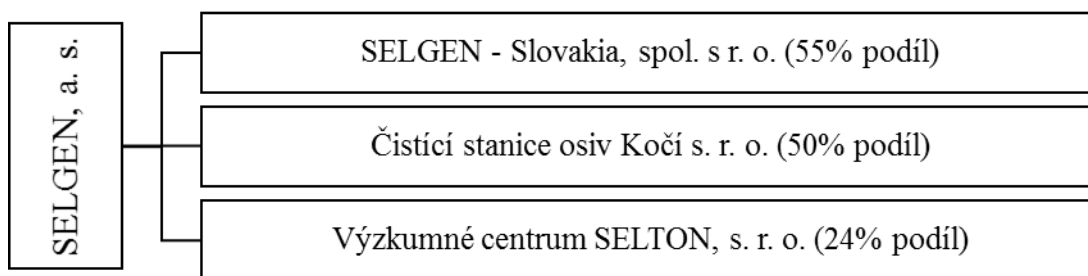 SELGEN, a. s.
SELGEN - Slovakia, spol. s r. o. (55% podíl)
Čistící stanice osiv Kočí s. r. o. (50% podíl)
Výzkumné centrum SELTON, s. r. o. (24% podíl)